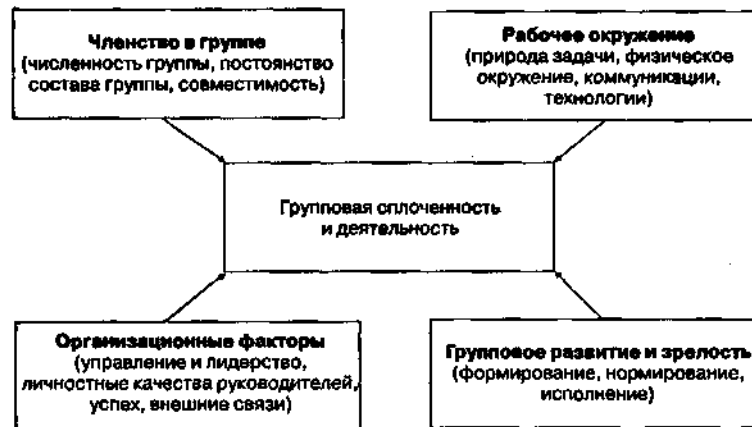 Членство в группе
(численность группы, постоянство
состава группы, совместимость)
Рабочее окружение
(природа задачи, физическое
окружение, коммуникации,
технологии)
Групповая сплоченность
и деятельность
Организационные факторы
(управление и лидерство,
личностные качества руководителей,
успех, внешние связи)
Групповое развитие и зрелость
(формирование, нормирование,
исполнение)